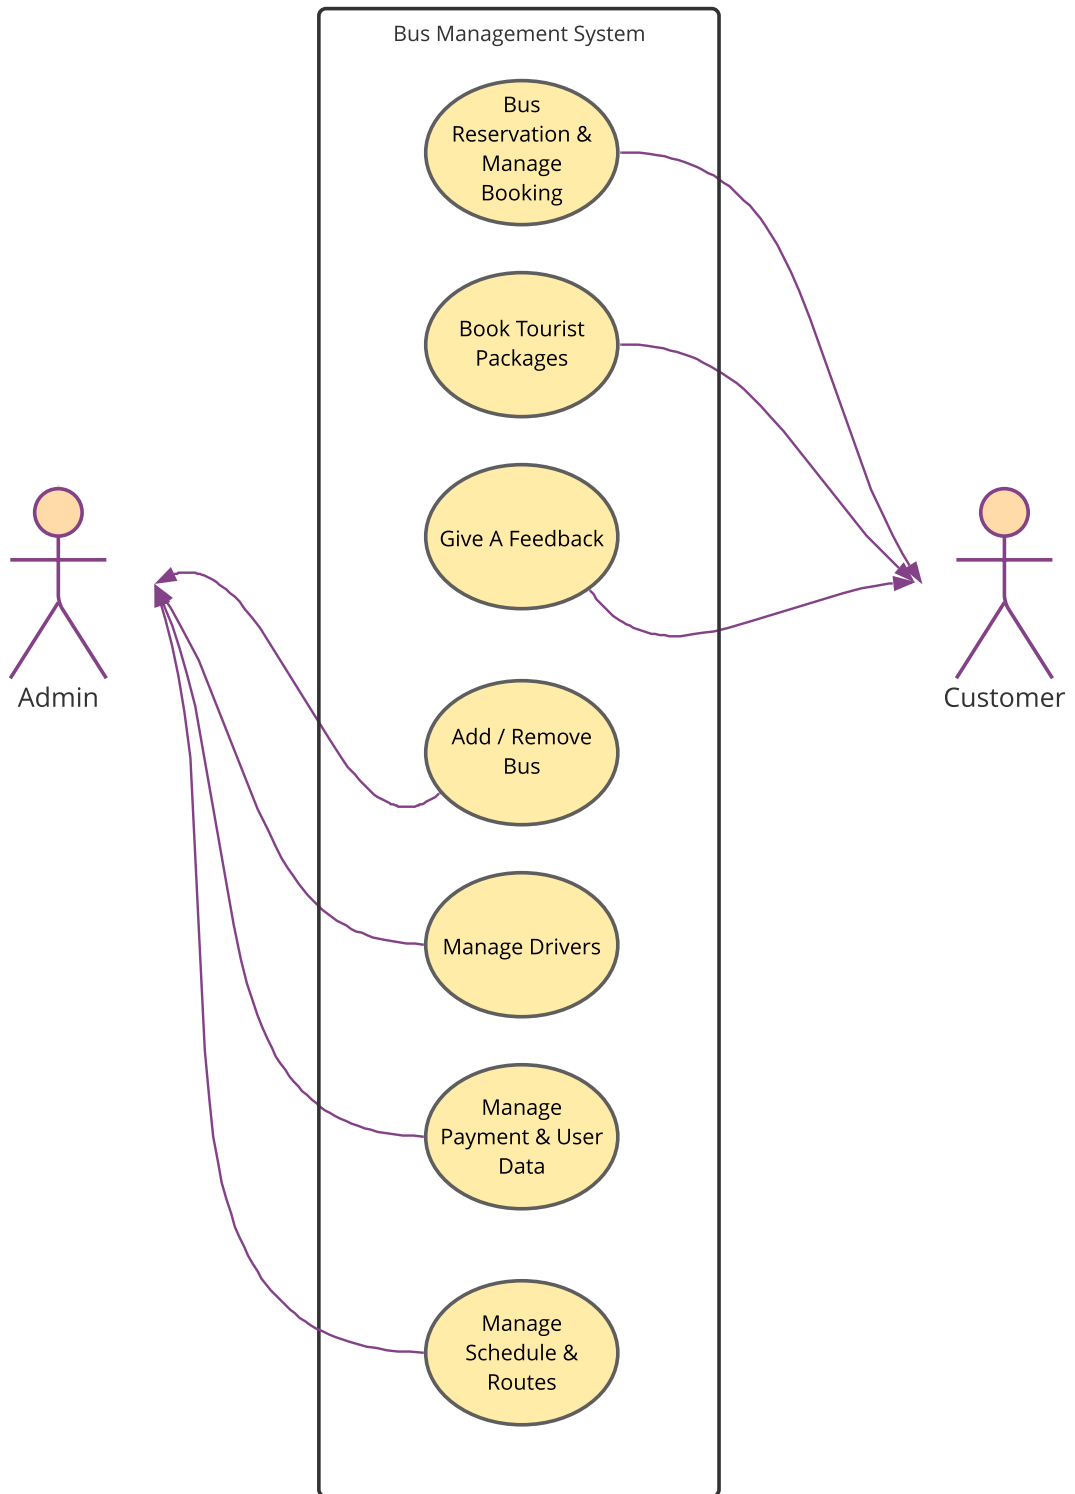 Bus Management System
Bus
Reservation &
Manage
Booking
Book Tourist
Packages
Give A Feedback
Admin
Customer
Add / Remove
Bus
Manage Drivers
Manage
Payment & User
Data
Manage
Schedule &
Routes